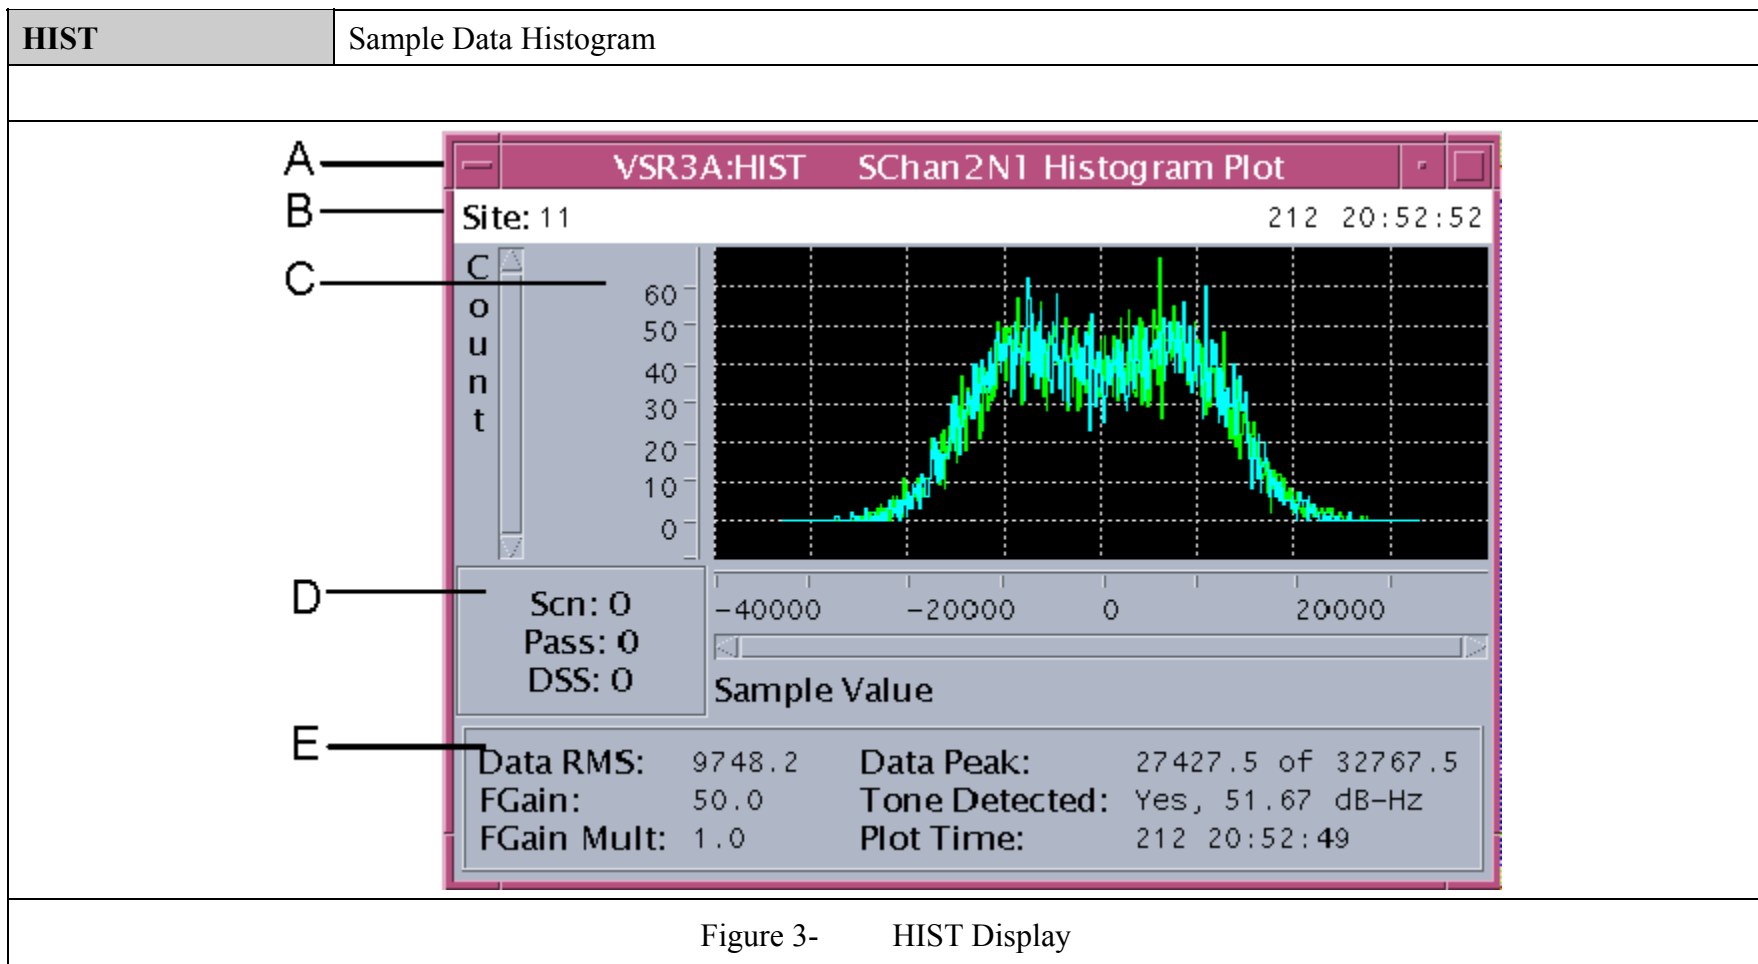 HIST Sample Data Histogram
A
VSR3A:HIST SChan2N1 Histogram Plot
B
Site: 11 212 20:52:52
C
Count
60
50
40
30
20
10
0
-40000 -20000 0 20000
Sample Value
D
Scn: 0
Pass: 0
DSS: 0
E
Data RMS: 9748.2 Data Peak: 27427.5 of 32767.5
FGain: 50.0 Tone Detected: Yes, 51.67 dB-Hz
FGain Mult: 1.0 Plot Time: 212 20:52:49
Figure 3- HIST Display